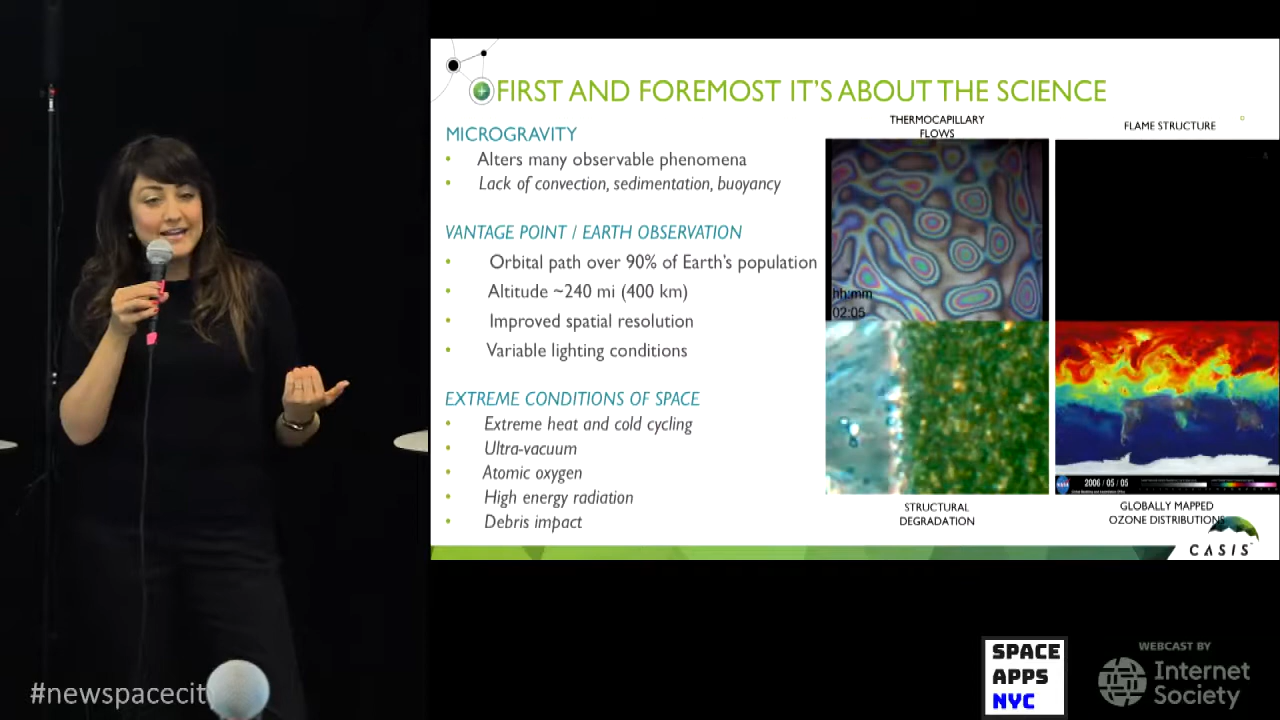 FIRST AND FOREMOST IT'S ABOUT THE SCIENCE
MICROGRAVITY
• Alters many observable phenomena
• Lack of convection, sedimentation, buoyancy
VANTAGE POINT / EARTH OBSERVATION
• Orbital path over 90% of Earth's population
• Altitude ~240 mi (400 km)
• Improved spatial resolution
• Variable lighting conditions
EXTREME CONDITIONS OF SPACE
• Extreme heat and cold cycling
• Ultra-vacuum
• Atomic oxygen
• High energy radiation
• Debris impact
THERMOCAPILLARY
FLOWS
FLAME STRUCTURE
hh:mm
02:05
2006 / 05 / 05
STRUCTURAL
DEGRADATION
GLOBALLY MAPPED
OZONE DISTRIBUTIONS
CASIS
#newspacecit
SPACE
APPS
NYC
WEBCAST BY
Internet
Society